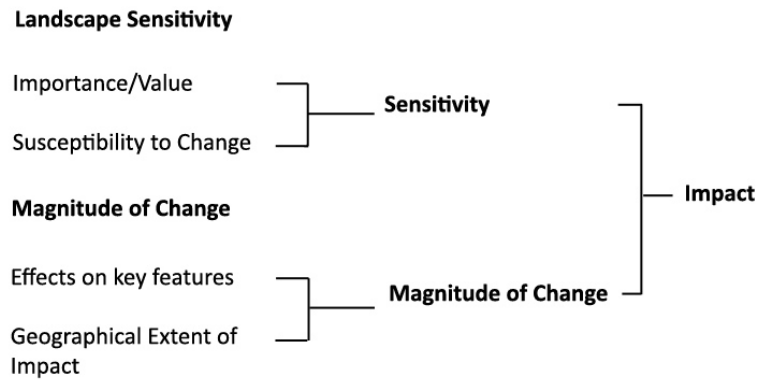 Landscape Sensitivity
Importance/Value
Sensitivity
Susceptibility to Change
Impact
Magnitude of Change
Effects on key features
Magnitude of Change
Geographical Extent of
Impact